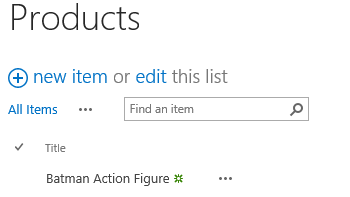 Products
new item or edit this list
All Items ••• Find an item
Title
Batman Action Figure •••